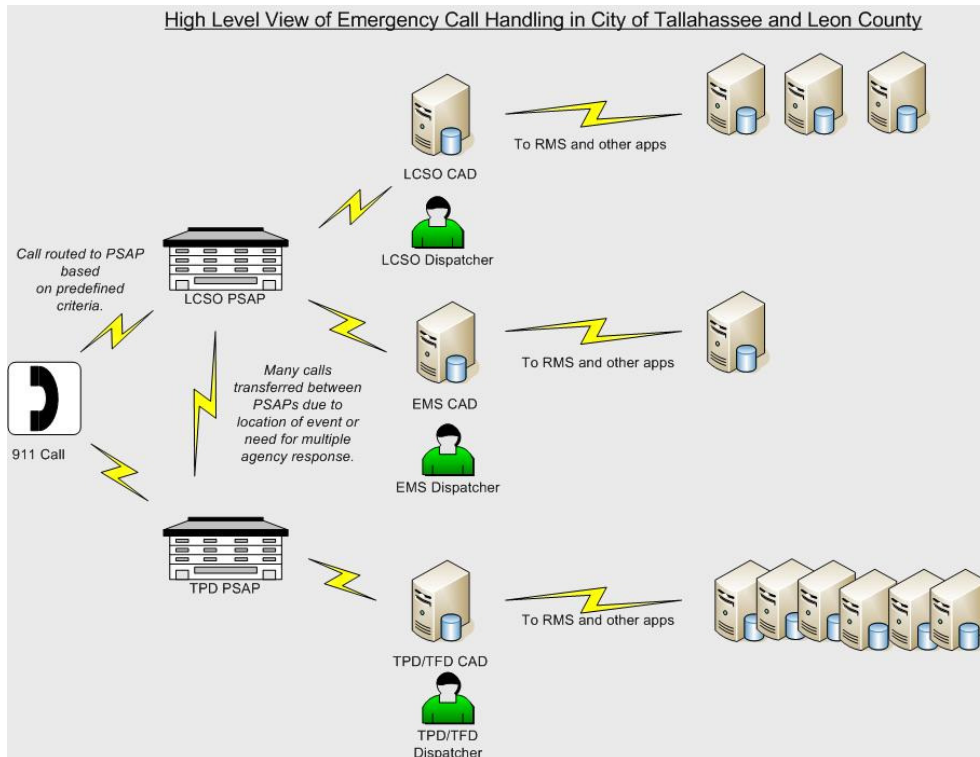 High Level View of Emergency Call Handling in City of Tallahassee and Leon County
To RMS and other apps
LCSO CAD
LCSO Dispatcher
Call routed to PSAP
based
on predefined
criteria.
LCSO PSAP
Many calls
transferred between
PSAPs due to
location of event or
need for multiple
agency response.
To RMS and other apps
EMS CAD
EMS Dispatcher
911 Call
TPD PSAP
To RMS and other apps
TPD/TFD CAD
TPD/TFD
Dispatcher